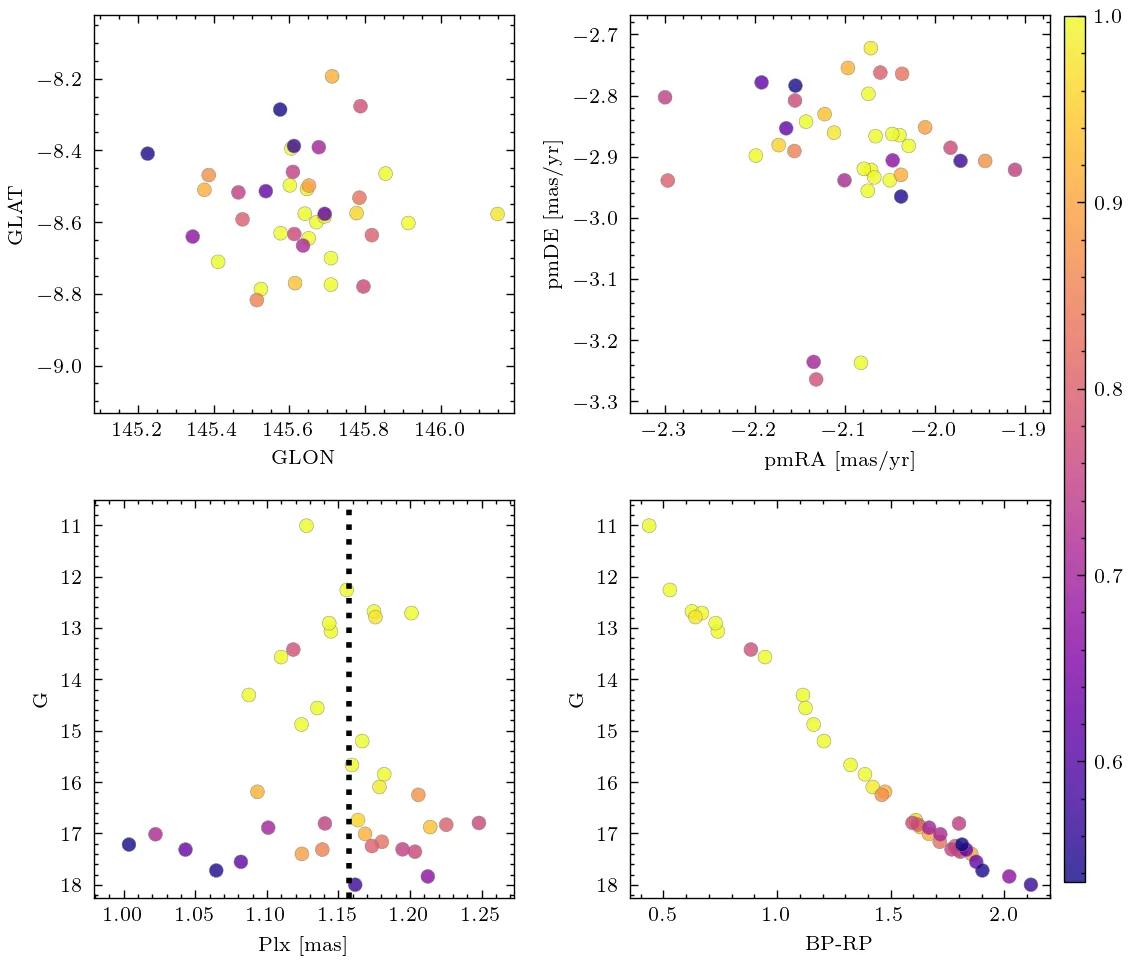 −8.2
−8.4
−8.6
−8.8
−9.0
GLAT
145.2 145.4 145.6 145.8 146.0
GLON
−2.7
−2.8
−2.9
−3.0
−3.1
−3.2
−3.3
pmDE [mas/yr]
−2.3 −2.2 −2.1 −2.0 −1.9
pmRA [mas/yr]
11
12
13
14
15
16
17
18
G
1.00 1.05 1.10 1.15 1.20 1.25
Plx [mas]
11
12
13
14
15
16
17
18
G
0.5 1.0 1.5 2.0
BP-RP
1.0
0.9
0.8
0.7
0.6